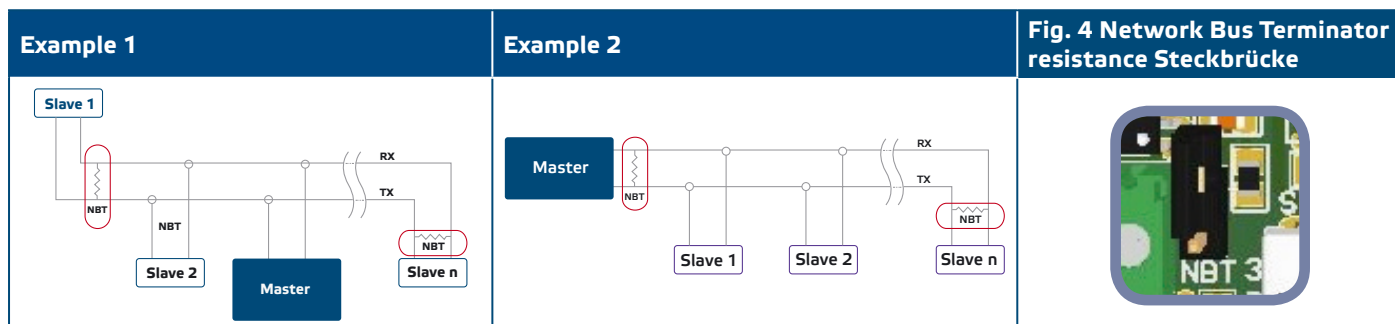 Example 1
Example 2
Fig. 4 Network Bus Terminator
resistance Steckbrücke
Slave 1
RX
TX
NBT
NBT
NBT
Slave 2
Master
Slave n
Master
RX
TX
NBT
NBT
Slave 1
Slave 2
Slave n
NBT 3